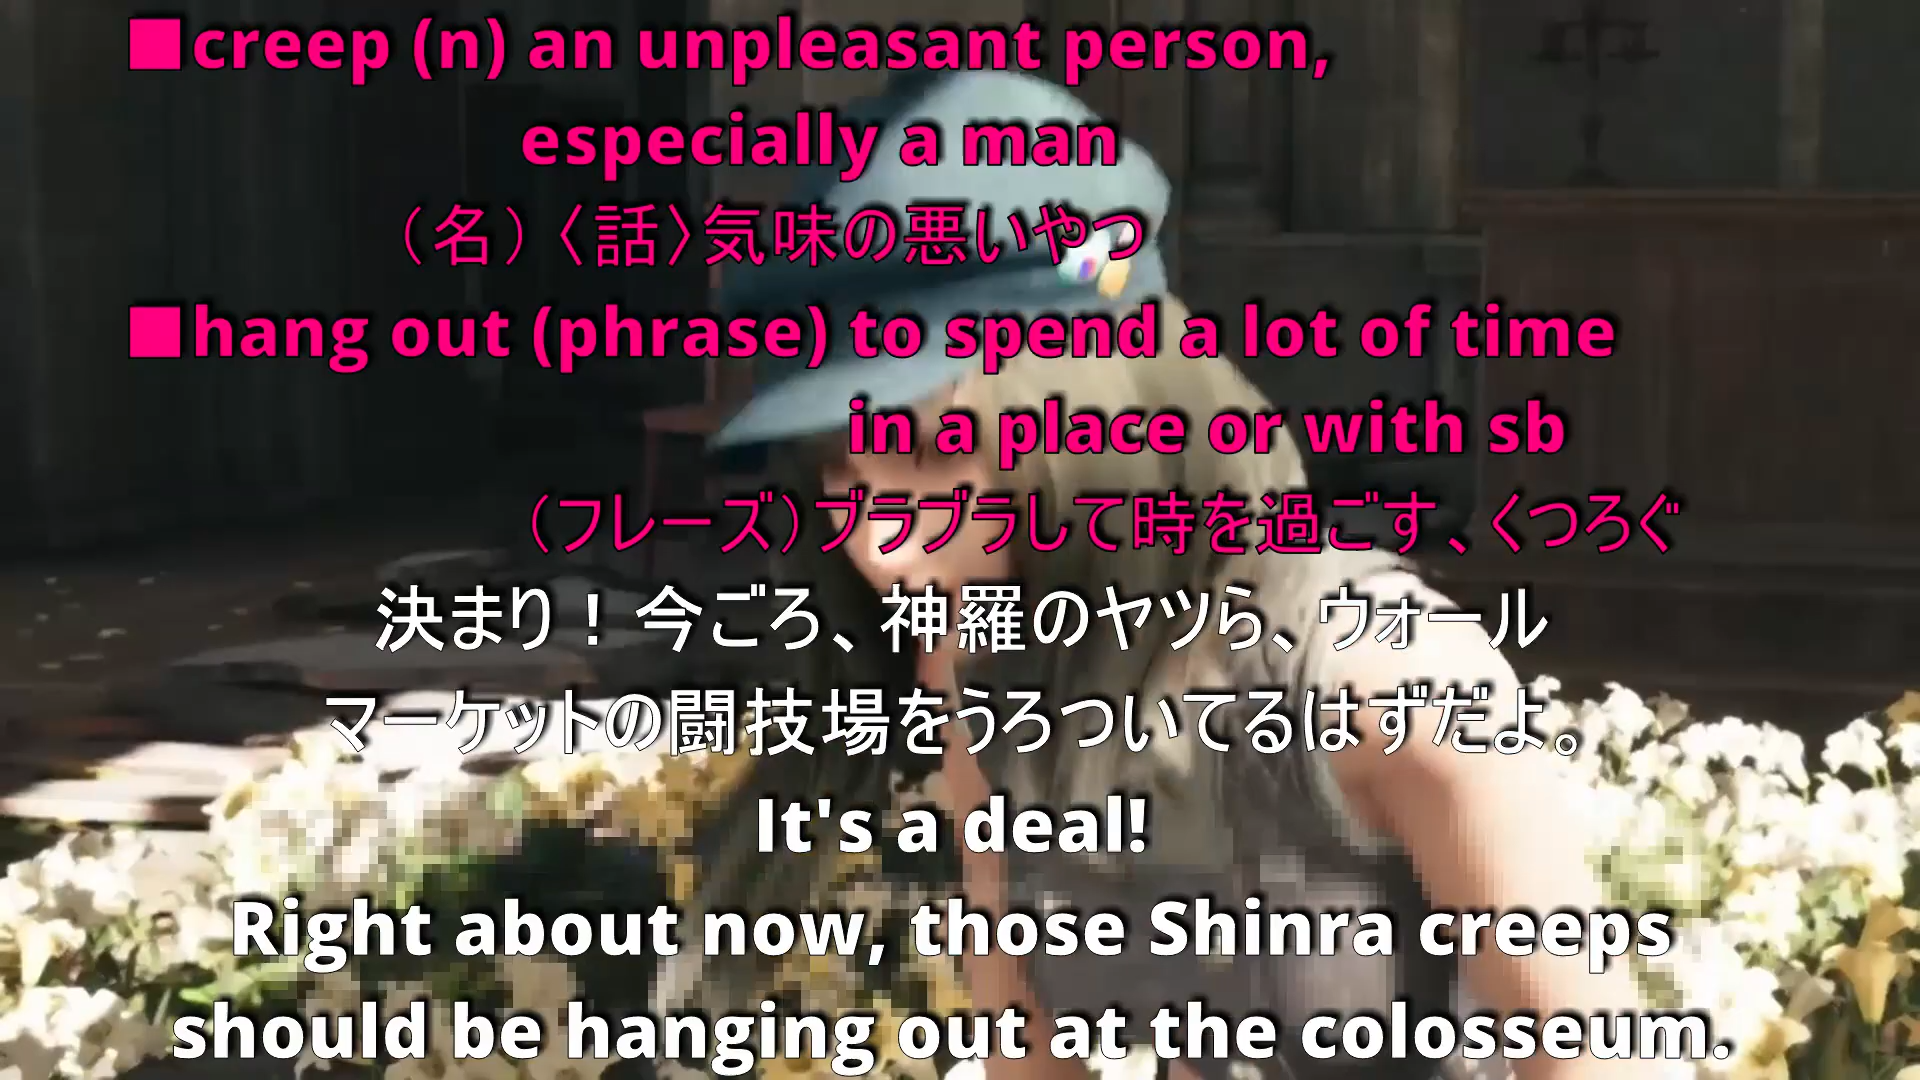 ■creep (n) an unpleasant person,
especially a man
（名）〈話〉気味の悪いやつ
■hang out (phrase) to spend a lot of time
in a place or with sb
（フレーズ）ブラブラして時を過ごす、くつろぐ
決まり！今ごろ、神羅のヤツら、ウォール
マーケットの闘技場をうろついてるはずだよ。
It's a deal!
Right about now, those Shinra creeps
should be hanging out at the colosseum.